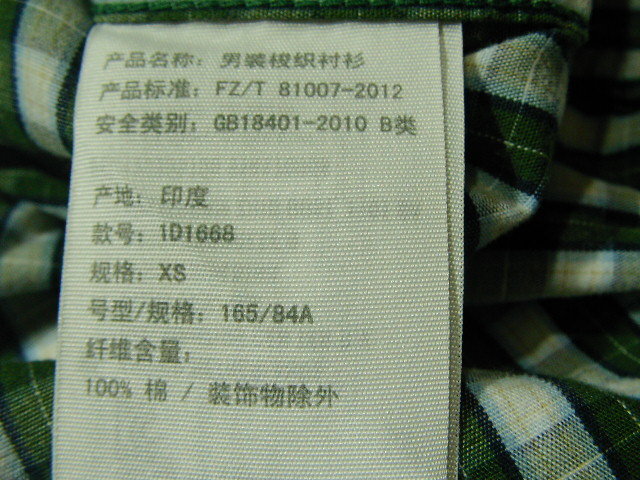 产品名称: 男装梭织衬衫
产品标准: FZ/T 81007-2012
安全类别: GB18401-2010 B类
产地: 印度
款号: 1D1668
规格: XS
号型/规格: 165/84A
纤维含量:
100% 棉 / 装饰物除外